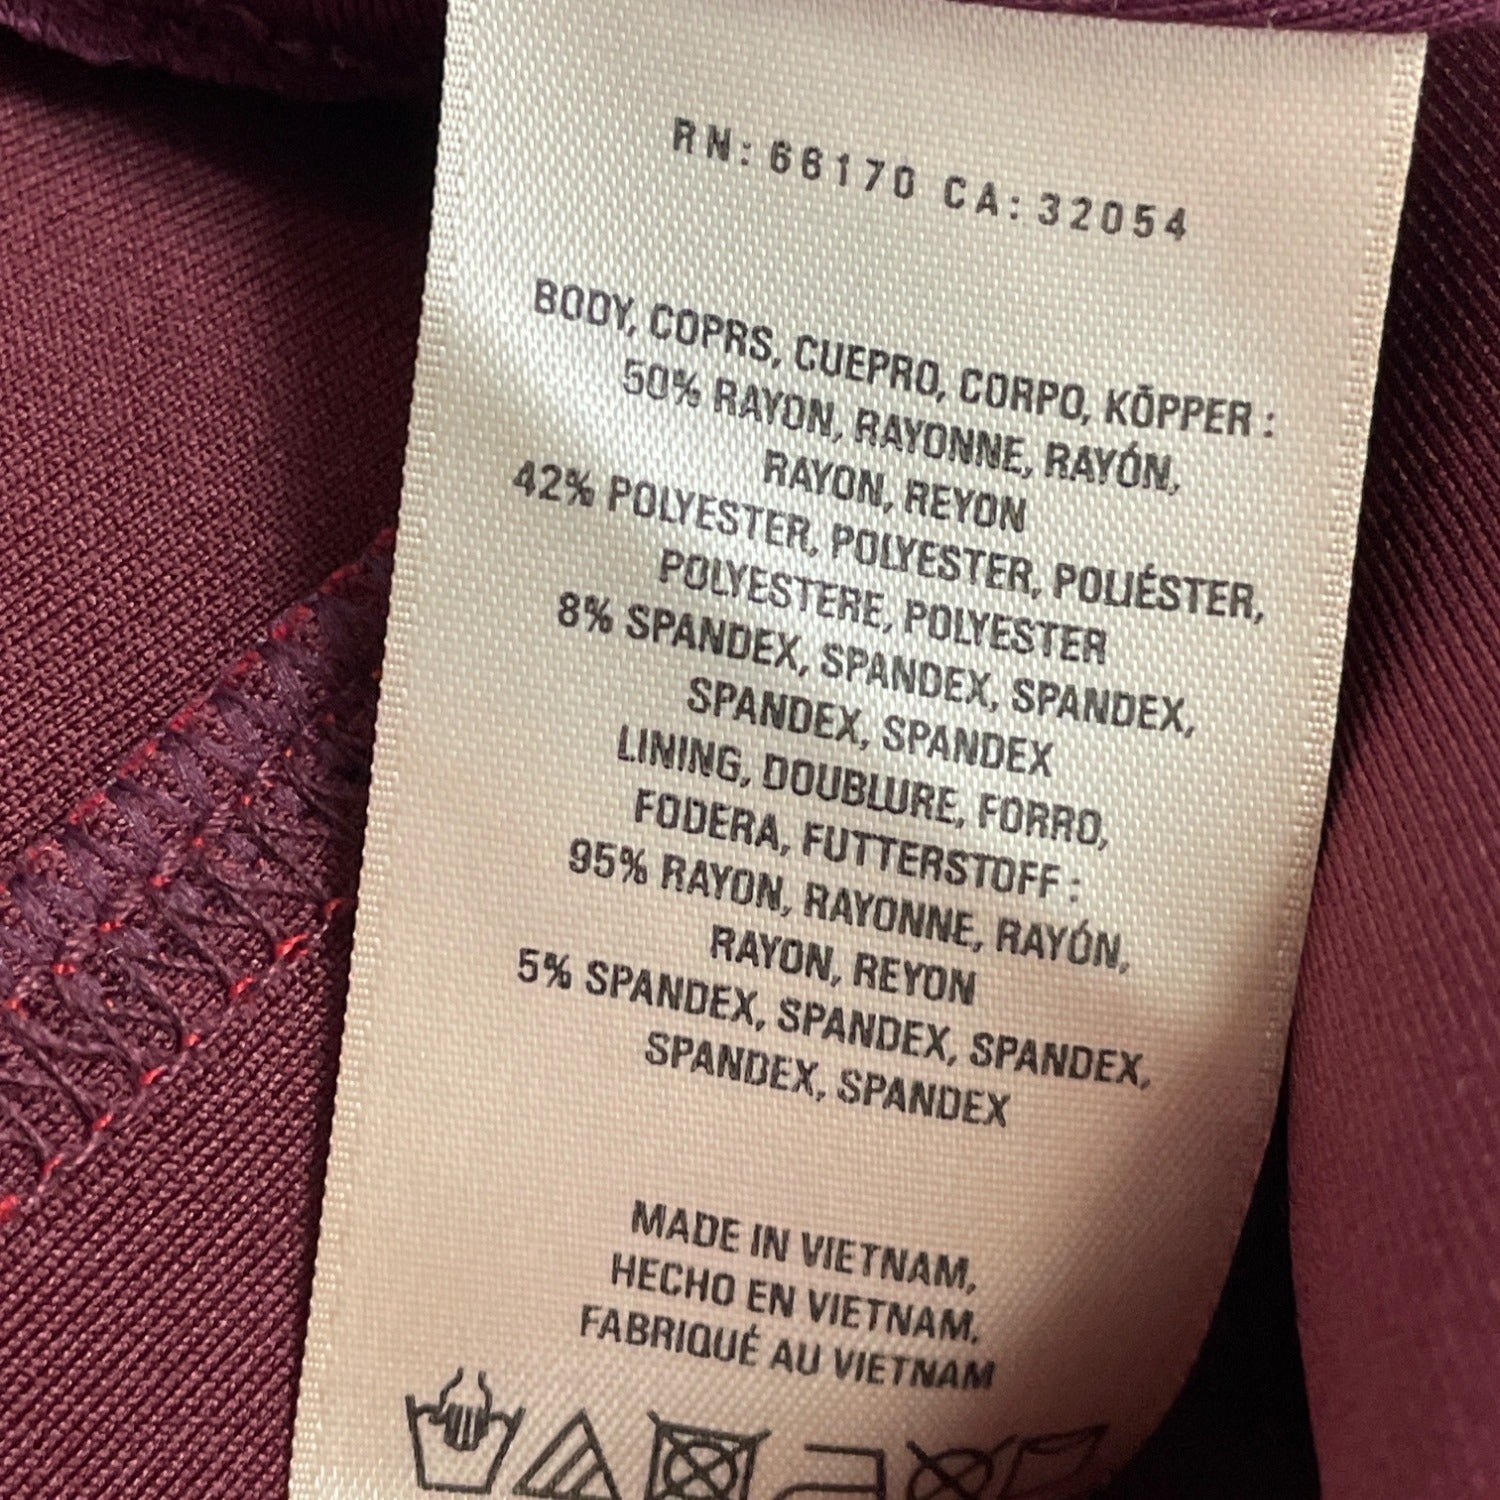 RN: 66170 CA: 32054
BODY, COPRS, CUEPRO, CORPO, KÖPPER :
50% RAYON, RAYONNE, RAYÓN,
RAYON, REYON
42% POLYESTER, POLYESTER, POLIÉSTER,
POLYESTERE, POLYESTER
8% SPANDEX, SPANDEX, SPANDEX,
SPANDEX, SPANDEX
LINING, DOUBLURE, FORRO,
FODERA, FUTTERSTOFF :
95% RAYON, RAYONNE, RAYÓN,
RAYON, REYON
5% SPANDEX, SPANDEX, SPANDEX,
SPANDEX, SPANDEX
MADE IN VIETNAM,
HECHO EN VIETNAM.
FABRIQUÉ AU VIETNAM